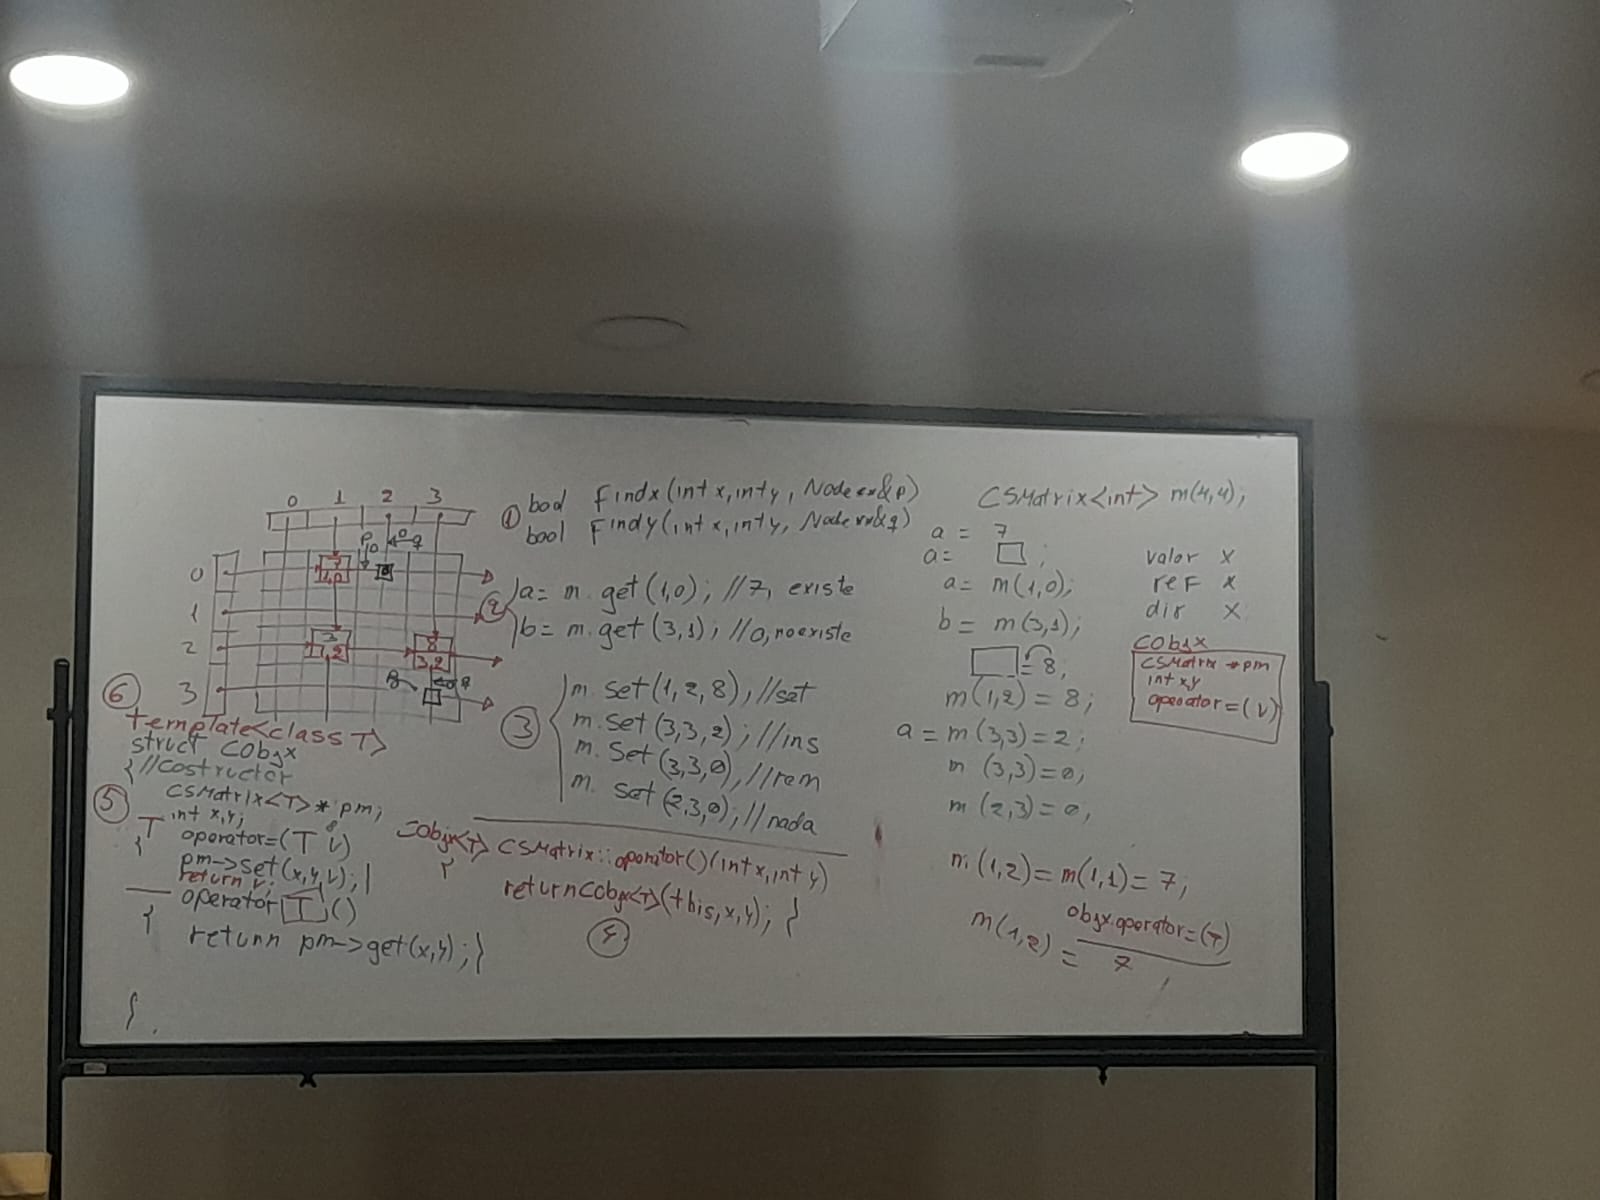 0 1 2 3
0
1
2
3
7
1,0
3
1,2
8
3,2
① bool Findx(int x, int y, Node**&p)
bool Findy(int x, int y, Node**&q)
② a = m.get(1,0); //7, existe
b = m.get(3,1); //0, no existe
③ m.set(1,2,8); //set
m.set(3,3,2); //ins
m.set(3,3,0); //rem
m.set(2,3,0); //nada
CObjx<T> CSMatrix::operator()(int x, int y)
{
return CObjx<T>(this,x,y); }
④
⑥
template<class T>
struct CObjx
{ //Costructor
⑤
CSMatrix<T>* pm;
int x,y;
T operator=(T v)
{
pm->set(x,y,v);
return v; }
operator T ()
{
return pm->get(x,y); }
}
CSMatrix<int> m(4,4);
a = 7
a = ;
a = m(1,0);
b = m(3,1);
= 8;
m(1,2) = 8;
a = m(3,3) = 2;
m(3,3) = 0;
m(2,3) = 0;
m(1,2) = m(1,1) = 7;
objx.operator=(T)
m(1,2) = 7
valor x
ref x
dir x
CObjx
CSMatrix *pm
int x,y
operator=(v)